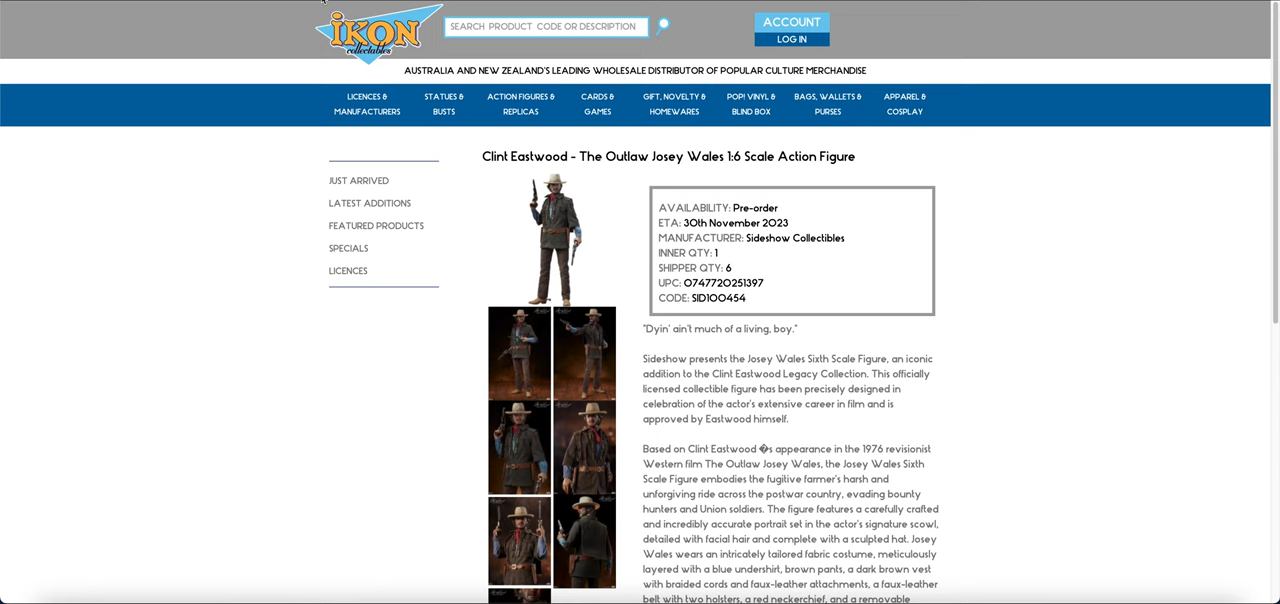 iKON
collectables
SEARCH PRODUCT CODE OR DESCRIPTION
ACCOUNT
LOG IN
AUSTRALIA AND NEW ZEALAND'S LEADING WHOLESALE DISTRIBUTOR OF POPULAR CULTURE MERCHANDISE
LICENCES &
MANUFACTURERS
STATUES &
BUSTS
ACTION FIGURES &
REPLICAS
CARDS &
GAMES
GIFT, NOVELTY &
HOMEWARES
POP! VINYL &
BLIND BOX
BAGS, WALLETS &
PURSES
APPAREL &
COSPLAY
JUST ARRIVED
LATEST ADDITIONS
FEATURED PRODUCTS
SPECIALS
LICENCES
Clint Eastwood - The Outlaw Josey Wales 1:6 Scale Action Figure
AVAILABILITY: Pre-order
ETA: 30th November 2023
MANUFACTURER: Sideshow Collectibles
INNER QTY: 1
SHIPPER QTY: 6
UPC: 0747720251397
CODE: SID100454
"Dyin' ain't much of a living, boy."
Sideshow presents the Josey Wales Sixth Scale Figure, an iconic
addition to the Clint Eastwood Legacy Collection. This officially
licensed collectible figure has been precisely designed in
celebration of the actor's extensive career in film and is
approved by Eastwood himself.
Based on Clint Eastwood �s appearance in the 1976 revisionist
Western film The Outlaw Josey Wales, the Josey Wales Sixth
Scale Figure embodies the fugitive farmer's harsh and
unforgiving ride across the postwar country, evading bounty
hunters and Union soldiers. The figure features a carefully crafted
and incredibly accurate portrait set in the actor's signature scowl,
detailed with facial hair and complete with a sculpted hat. Josey
Wales wears an intricately tailored fabric costume, meticulously
layered with a blue undershirt, brown pants, a dark brown vest
with braided cords and faux-leather attachments, a faux-leather
belt with two holsters, a red neckerchief, and a removable